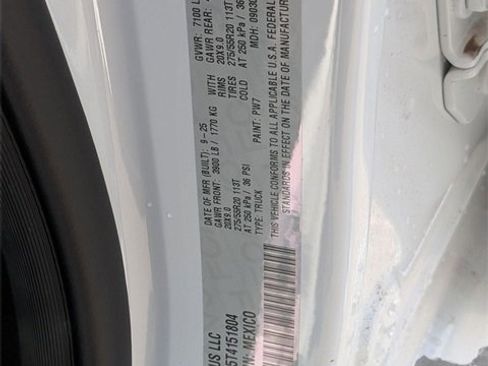 US LLC
5T4151804
N: MEXICO
DATE OF MFR (BUILT): 9-25 GVWR: 7100 L
GAWR FRONT: 3900 LB / 1770 KG WITH GAWR REAR:
20X9.0 RIMS 20X9.0
275/55R20 113T TIRES 275/55R20 113T
AT 250 kPa / 36 PSI COLD AT 250 kPa / 36
TYPE: TRUCK PAINT: PW7 MDH: 0903
THIS VEHICLE CONFORMS TO ALL APPLICABLE U.S.A. FEDERAL
STANDARDS IN EFFECT ON THE DATE OF MANUFACTUR